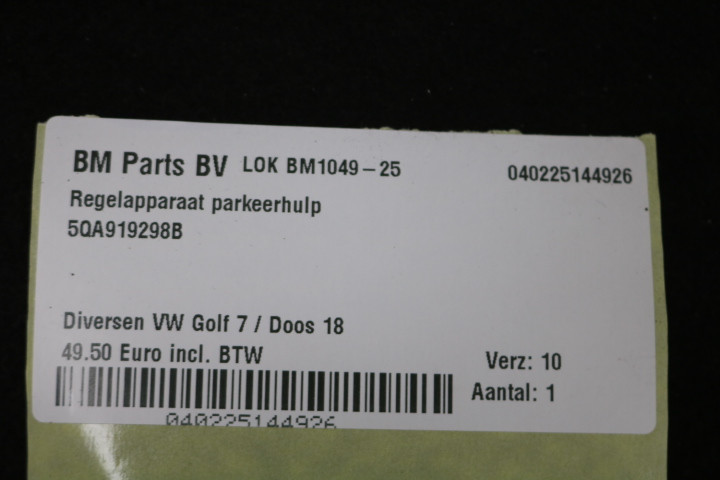 BM Parts BV LOK BM1049-25 040225144926
Regelapparaat parkeerhulp
5QA919298B
Diversen VW Golf 7 / Doos 18
49.50 Euro incl. BTW
Verz: 10
Aantal: 1
040225144926